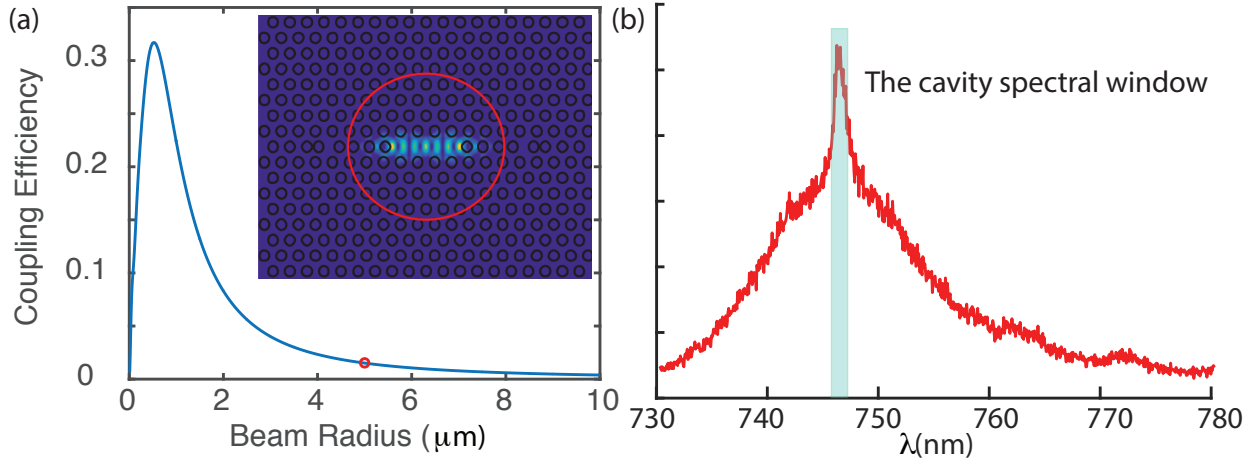 (a)
0.3
0.2
0.1
0
Coupling Efficiency
0 2 4 6 8 10
Beam Radius (μm)
(b)
The cavity spectral window
730 740 750 760 770 780
λ(nm)